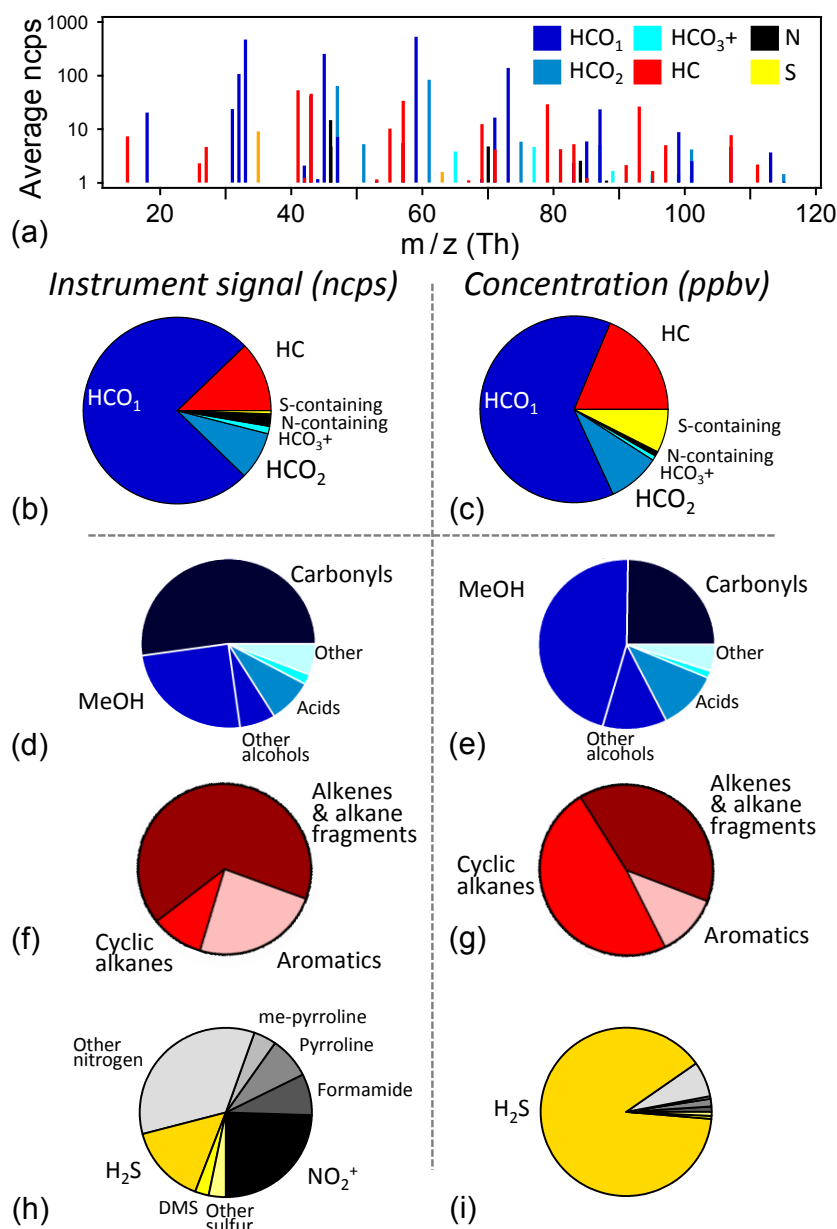 1000
100
10
1
Average ncps
HCO₁ HCO₃+ N
HCO₂ HC S
20 40 60 80 100 120
m/z (Th)
(a)
Instrument signal (ncps) Concentration (ppbv)
HC
HCO₁
S-containing
N-containing
HCO₃+
HCO₂
(b)
HC
HCO₁
S-containing
N-containing
HCO₃+
HCO₂
(c)
Carbonyls
Other
Acids
MeOH
Other
alcohols
(d)
MeOH
Carbonyls
Other
Acids
Other
alcohols
(e)
Alkenes
& alkane
fragments
Cyclic
alkanes
Aromatics
(f)
Alkenes
& alkane
fragments
Cyclic
alkanes
Aromatics
(g)
me-pyrroline
Other
nitrogen
Pyrroline
Formamide
H₂S
NO₂⁺
DMS
Other
sulfur
(h)
H₂S
(i)